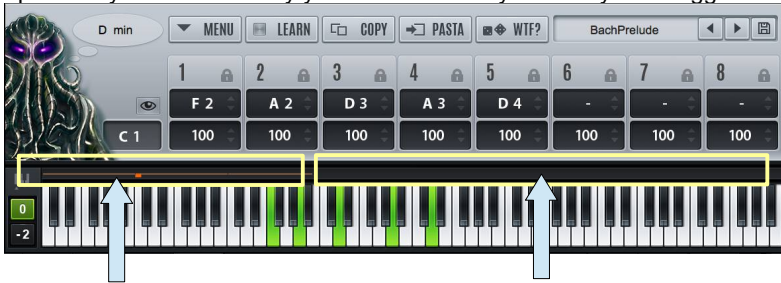 D min MENU LEARN COPY PASTA WTF? BachPrelude
1 2 3 4 5 6 7 8
F 2 A 2 D 3 A 3 D 4 - - -
C 1 100 100 100 100 100 100 100 100
0
-2